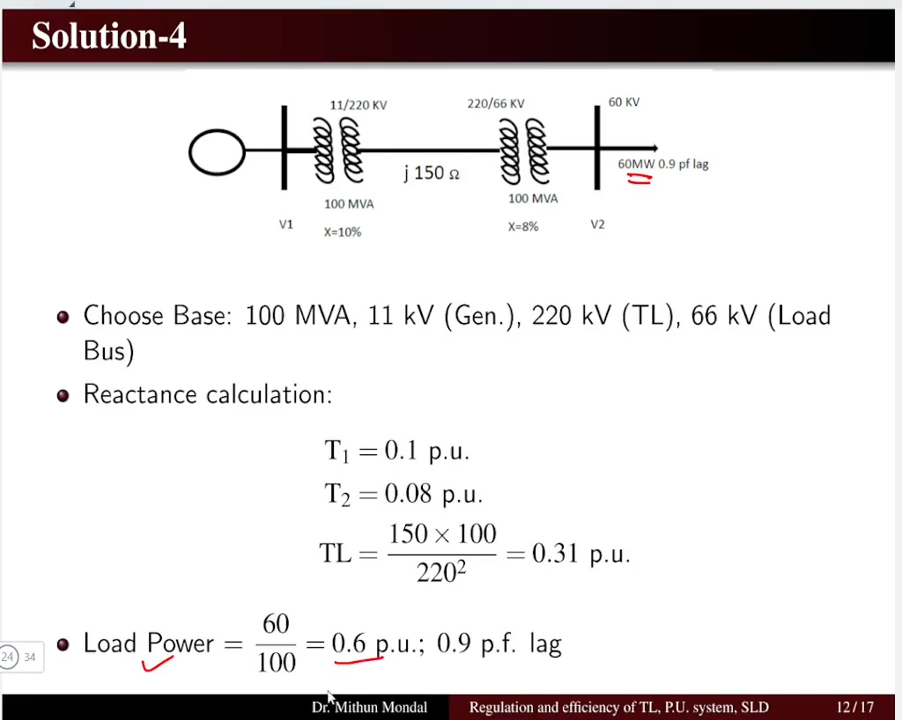 Solution-4
11/220 KV
220/66 KV
60 KV
j 150 Ω
60MW 0.9 pf lag
100 MVA
100 MVA
V1
X=10%
X=8%
V2
Choose Base: 100 MVA, 11 kV (Gen.), 220 kV (TL), 66 kV (Load
Bus)
Reactance calculation:
T₁ = 0.1 p.u.
T₂ = 0.08 p.u.
TL = 150 × 100 / 220² = 0.31 p.u.
Load Power = 60 / 100 = 0.6 p.u.; 0.9 p.f. lag
24 34
Dr. Mithun Mondal
Regulation and efficiency of TL, P.U. system, SLD
12/17